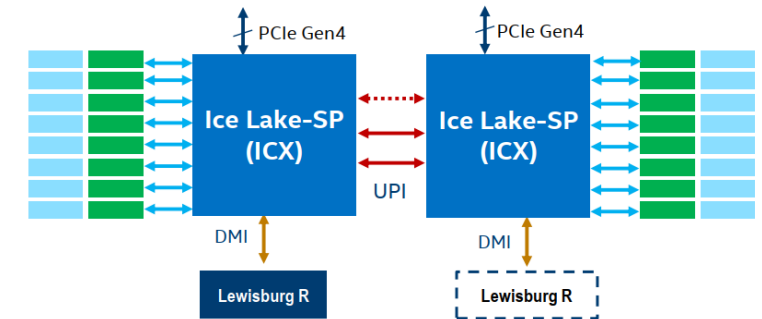 PCIe Gen4
PCIe Gen4
Ice Lake-SP
(ICX)
Ice Lake-SP
(ICX)
UPI
DMI
DMI
Lewisburg R
Lewisburg R